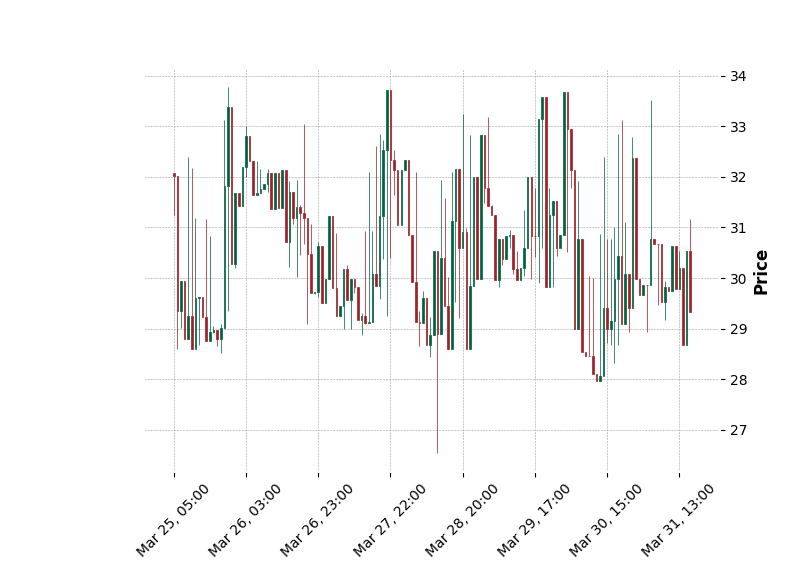 34
33
32
31
30
29
28
27
Price
Mar 25, 05:00
Mar 26, 03:00
Mar 26, 23:00
Mar 27, 22:00
Mar 28, 20:00
Mar 29, 17:00
Mar 30, 15:00
Mar 31, 13:00